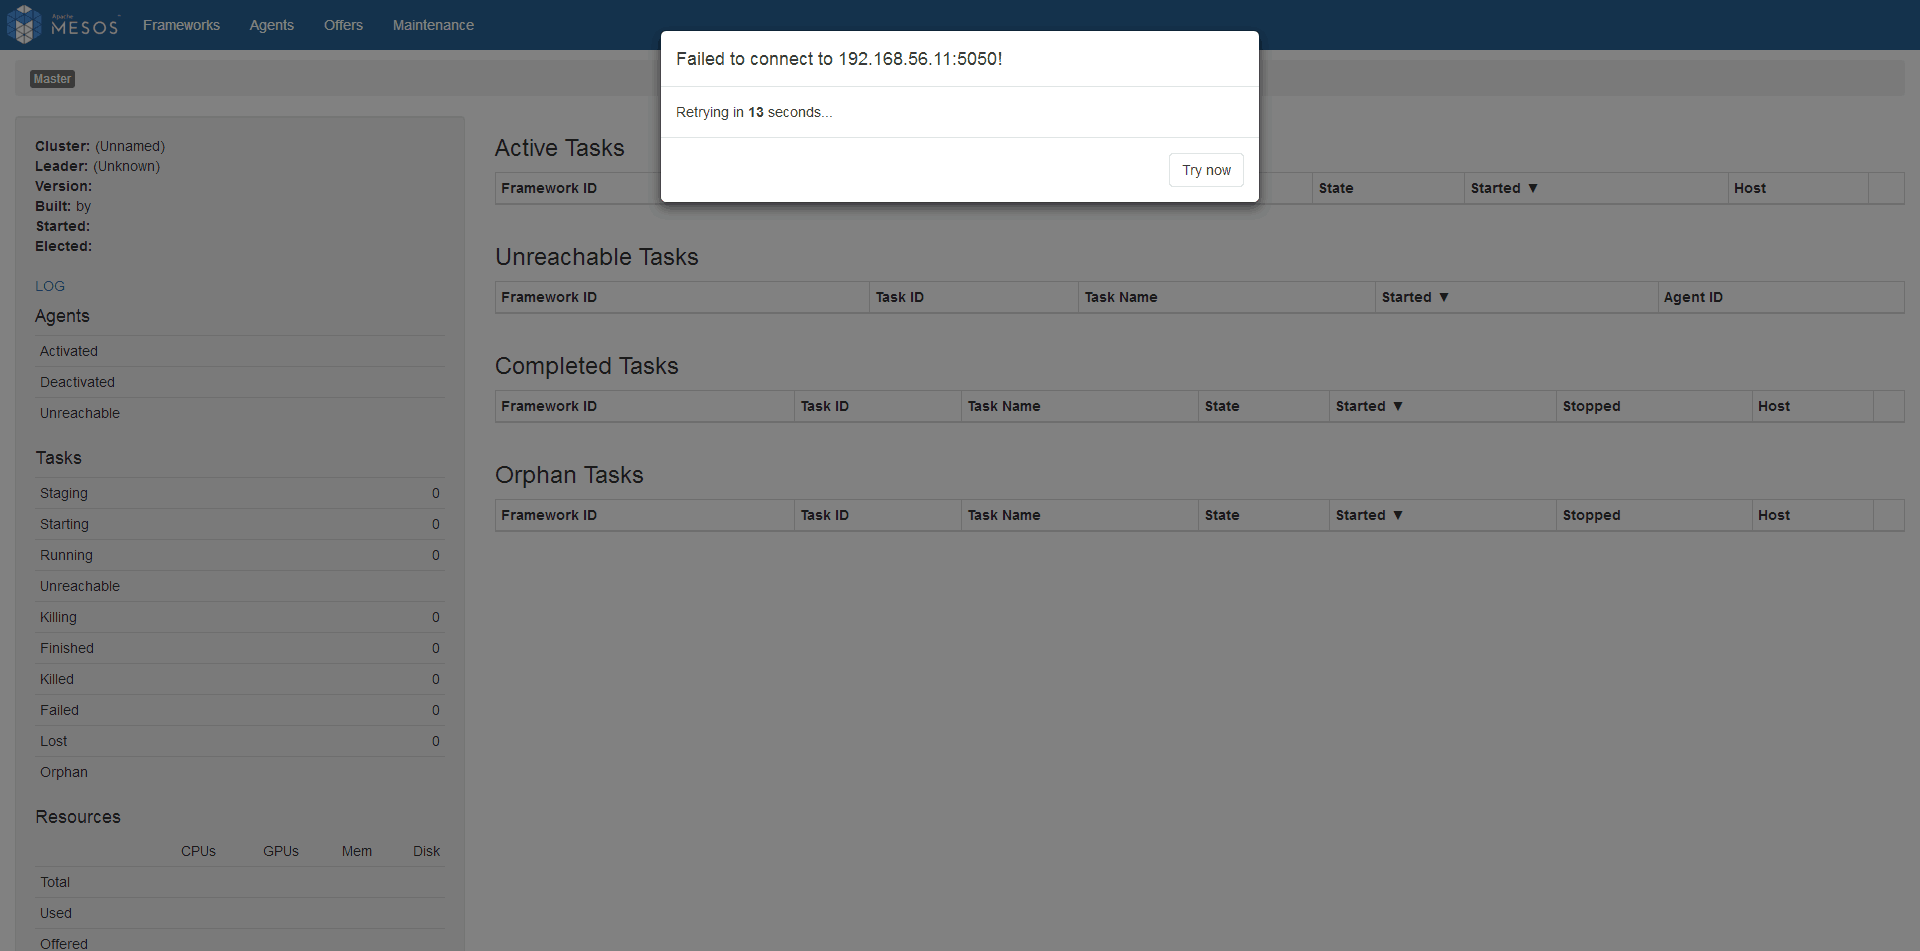 Apache
MESOS
Frameworks Agents Offers Maintenance
Failed to connect to 192.168.56.11:5050!
Retrying in 13 seconds...
Try now
Master
Cluster: (Unnamed)
Leader: (Unknown)
Version:
Built: by
Started:
Elected:
LOG
Agents
Activated
Deactivated
Unreachable
Tasks
Staging 0
Starting 0
Running 0
Unreachable
Killing 0
Finished 0
Killed 0
Failed 0
Lost 0
Orphan
Resources
CPUs GPUs Mem Disk
Total
Used
Offered
Active Tasks
Framework ID State Started ▼ Host
Unreachable Tasks
Framework ID Task ID Task Name Started ▼ Agent ID
Completed Tasks
Framework ID Task ID Task Name State Started ▼ Stopped Host
Orphan Tasks
Framework ID Task ID Task Name State Started ▼ Stopped Host